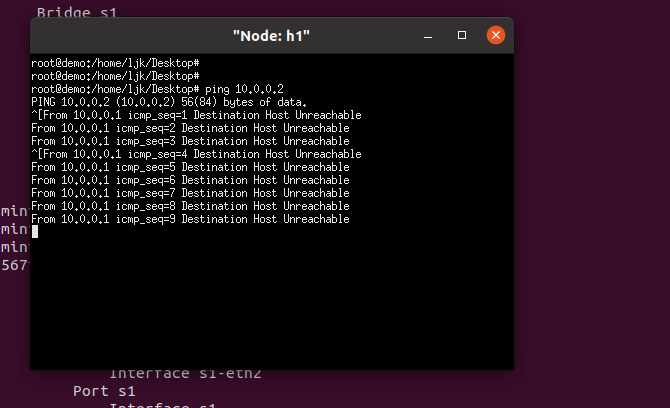 Bridge s1
"Node: h1"
root@demo:/home/ljk/Desktop#
root@demo:/home/ljk/Desktop#
root@demo:/home/ljk/Desktop# ping 10.0.0.2
PING 10.0.0.2 (10.0.0.2) 56(84) bytes of data.
^[From 10.0.0.1 icmp_seq=1 Destination Host Unreachable
From 10.0.0.1 icmp_seq=2 Destination Host Unreachable
From 10.0.0.1 icmp_seq=3 Destination Host Unreachable
^[From 10.0.0.1 icmp_seq=4 Destination Host Unreachable
From 10.0.0.1 icmp_seq=5 Destination Host Unreachable
From 10.0.0.1 icmp_seq=6 Destination Host Unreachable
From 10.0.0.1 icmp_seq=7 Destination Host Unreachable
From 10.0.0.1 icmp_seq=8 Destination Host Unreachable
From 10.0.0.1 icmp_seq=9 Destination Host Unreachable
min
min
min
567
Interface s1-eth2
Port s1
Interface s1